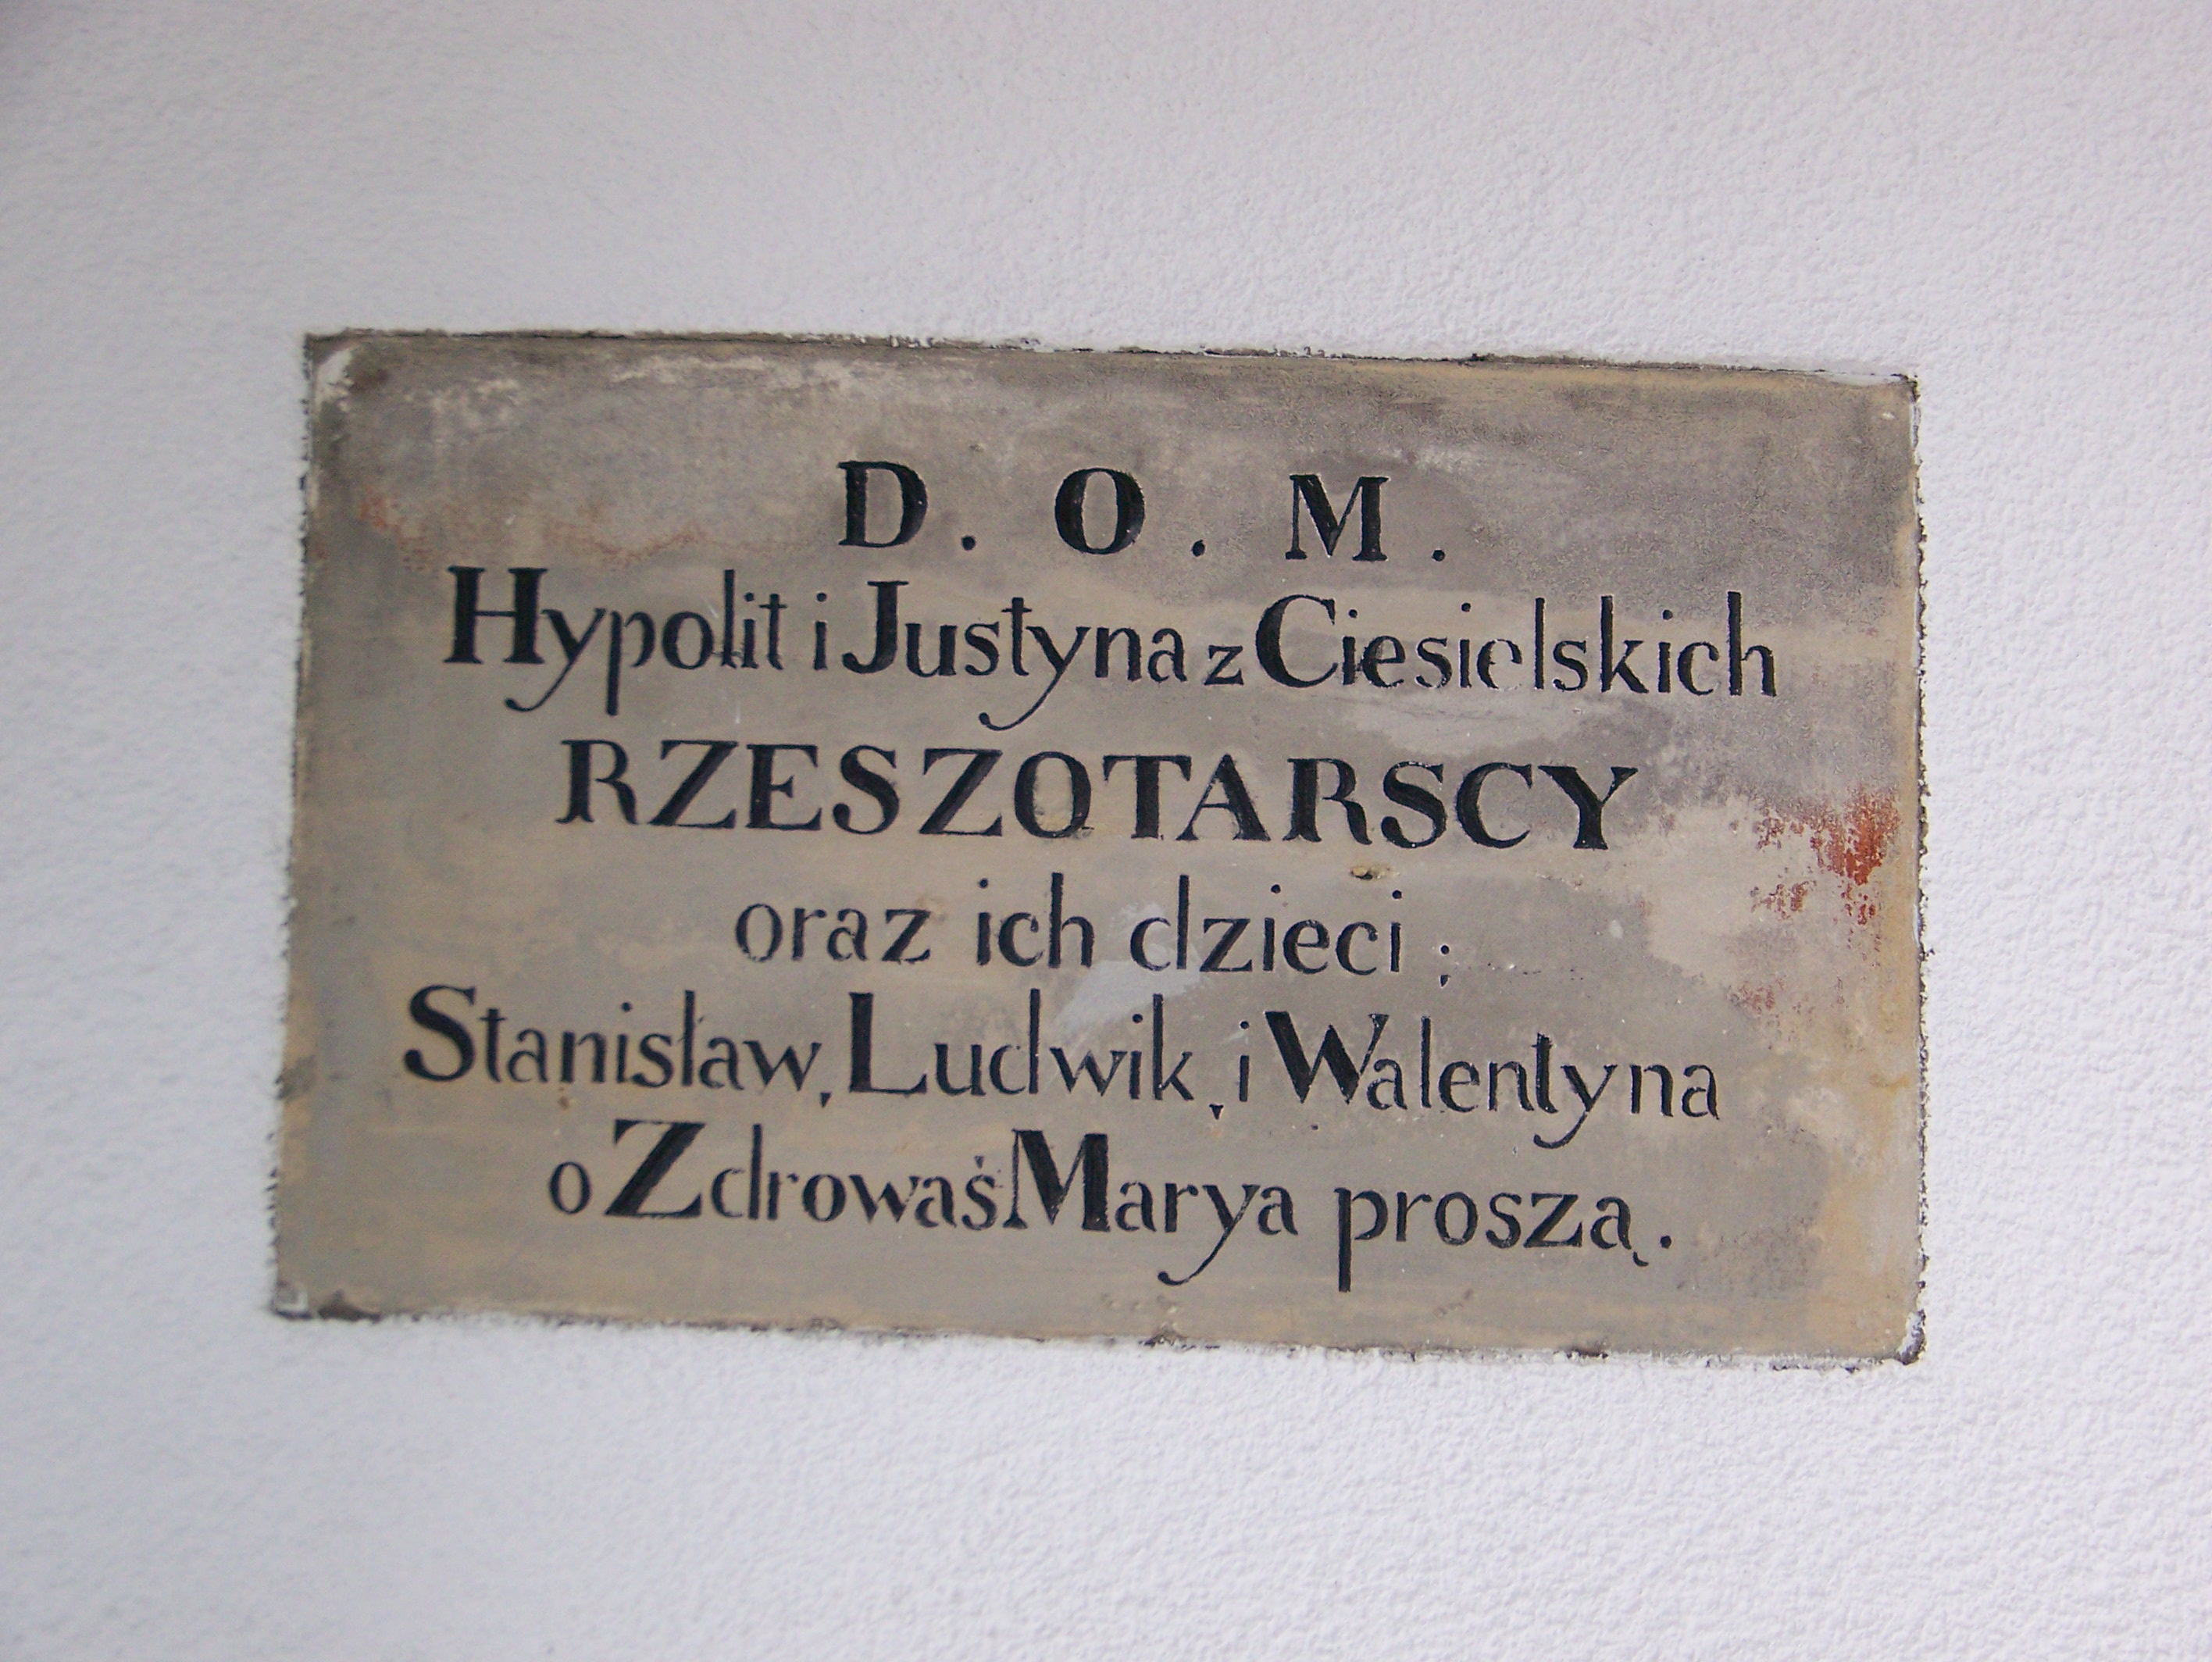 D. O. M.
Hypolit i Justyna z Ciesielskich
RZESZOTARSCY
oraz ich dzieci:
Stanisław, Ludwik, i Walentyna
o Zdrowaś Marya proszą.